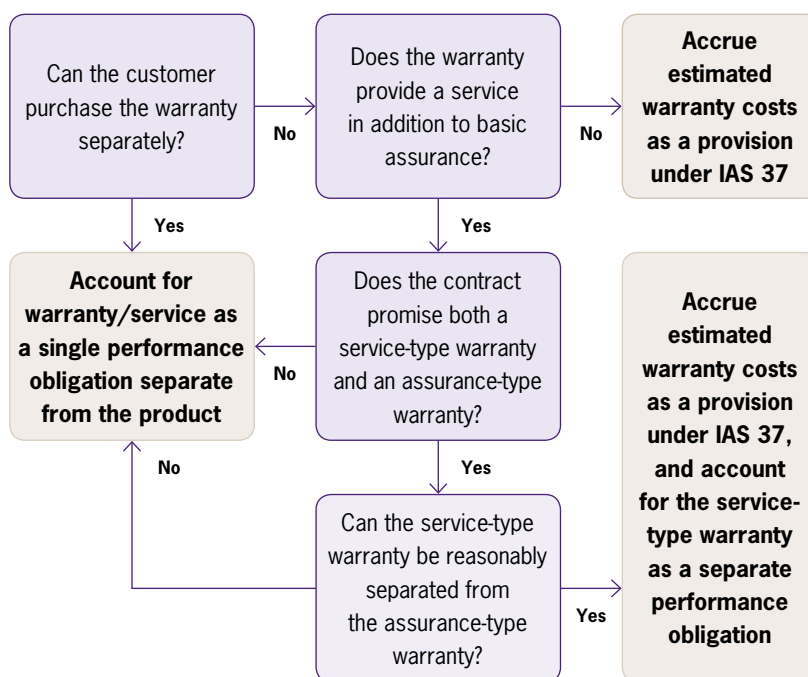 Can the customer
purchase the warranty
separately?
No
Does the warranty
provide a service
in addition to basic
assurance?
No
Accrue
estimated
warranty costs
as a provision
under IAS 37
Yes
Yes
Account for
warranty/service as
a single performance
obligation separate
from the product
No
Does the contract
promise both a
service-type warranty
and an assurance-type
warranty?
Accrue
estimated
warranty costs
as a provision
under IAS 37,
and account
for the service-
type warranty
as a separate
performance
obligation
No
Yes
Can the service-type
warranty be reasonably
separated from
the assurance-type
warranty?
Yes